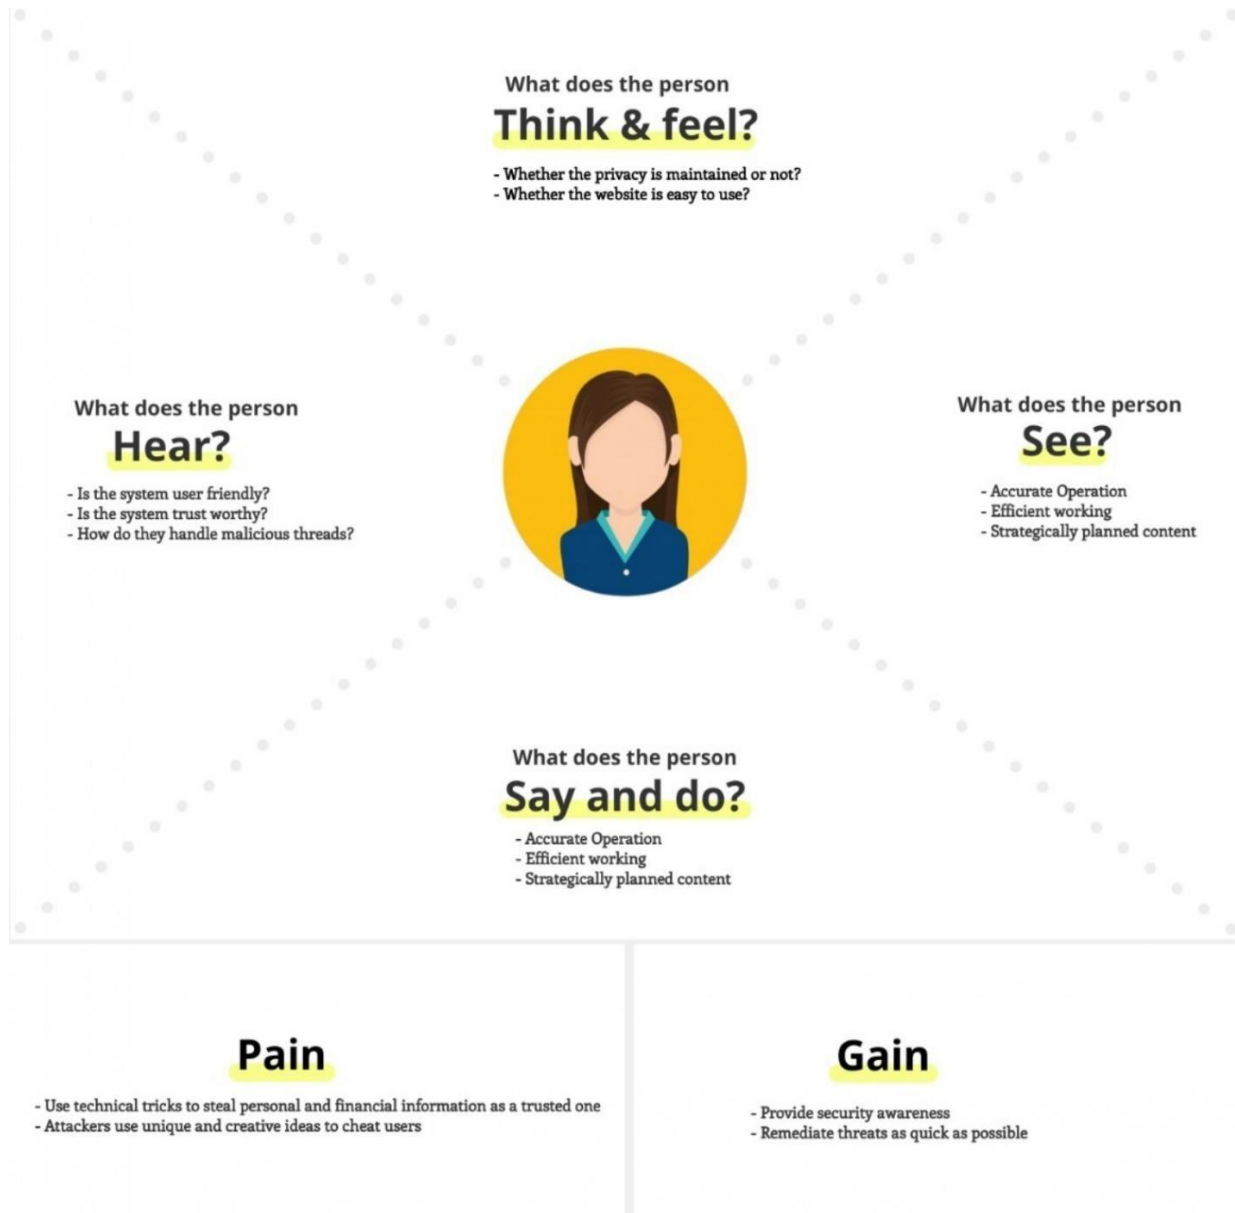 What does the person
Think & feel?
- Whether the privacy is maintained or not?
- Whether the website is easy to use?
What does the person
Hear?
- Is the system user friendly?
- Is the system trust worthy?
- How do they handle malicious threads?
What does the person
See?
- Accurate Operation
- Efficient working
- Strategically planned content
What does the person
Say and do?
- Accurate Operation
- Efficient working
- Strategically planned content
Pain
- Use technical tricks to steal personal and financial information as a trusted one
- Attackers use unique and creative ideas to cheat users
Gain
- Provide security awareness
- Remediate threats as quick as possible